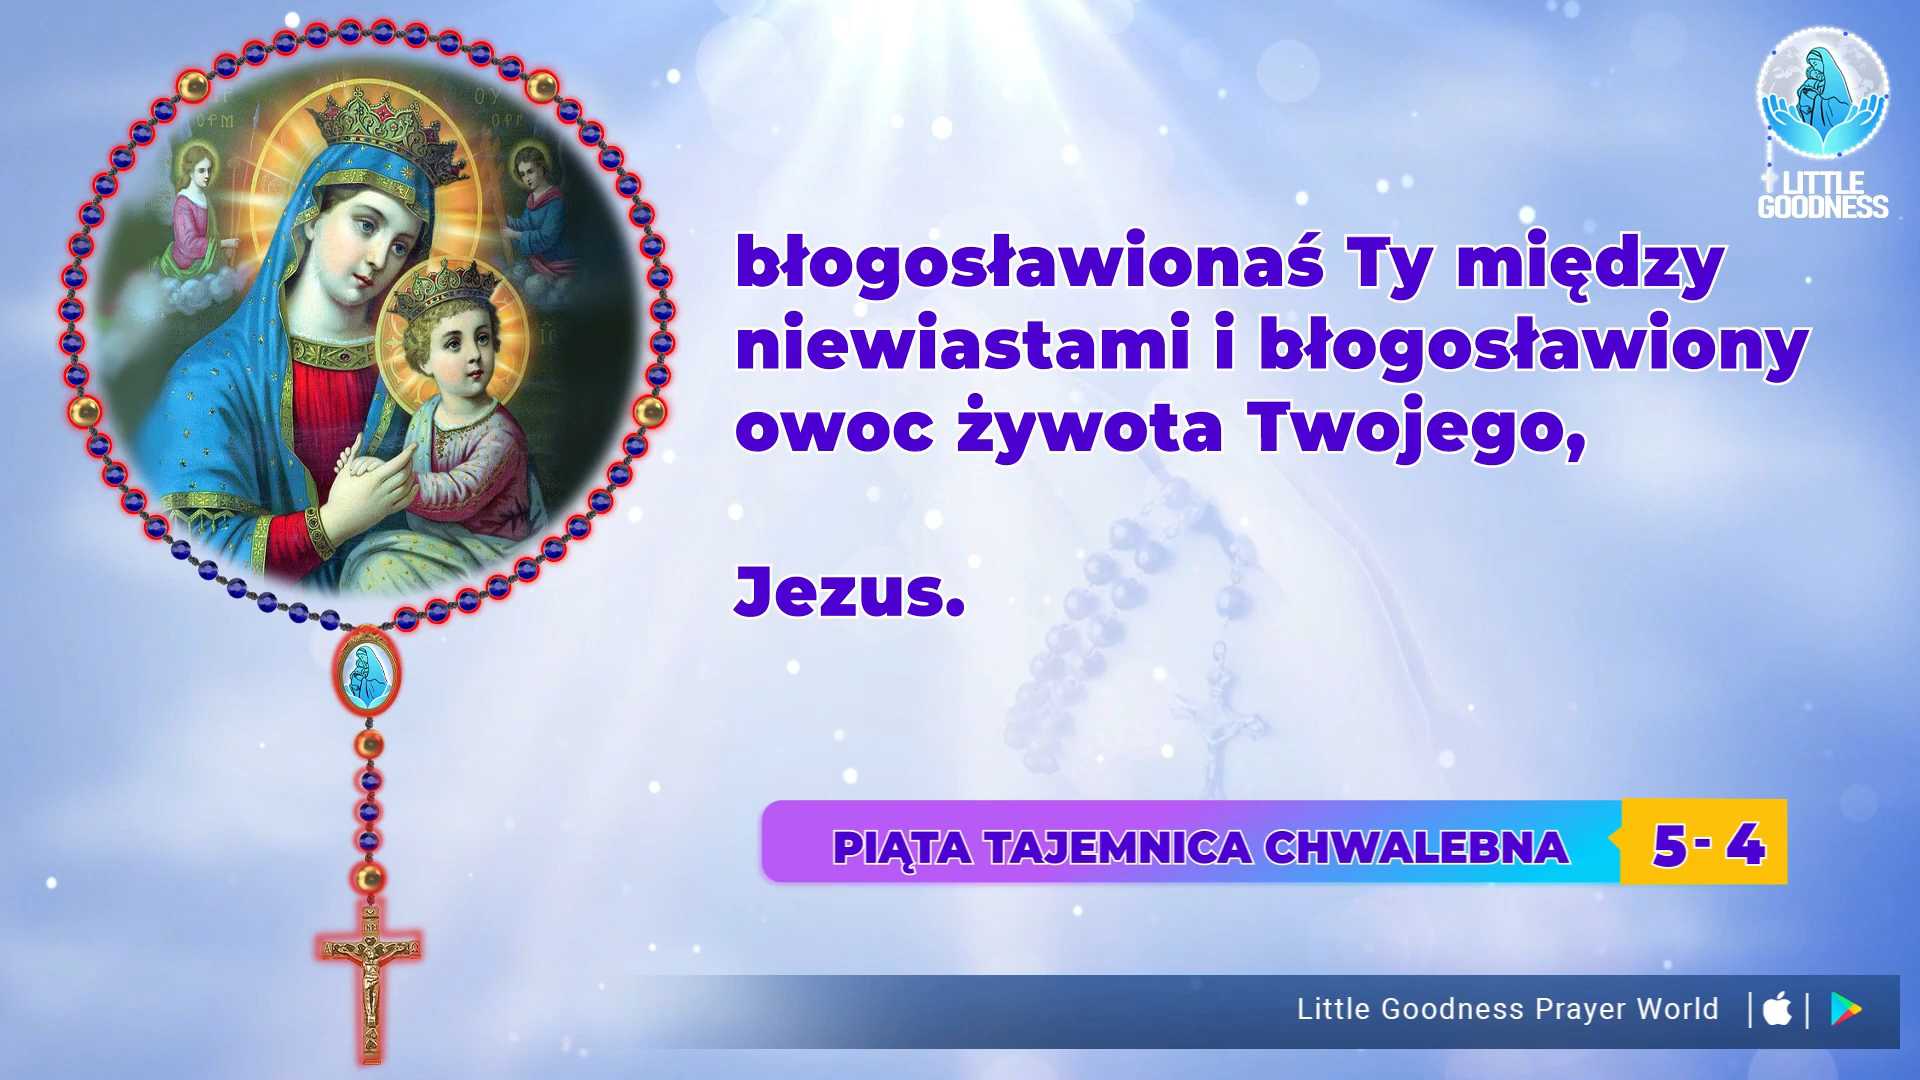 LITTLE
GOODNESS
błogosławionaś Ty między
niewiastami i błogosławiony
owoc żywota Twojego,
Jezus.
PIĄTA TAJEMNICA CHWALEBNA
5 - 4
Little Goodness Prayer World
INRI